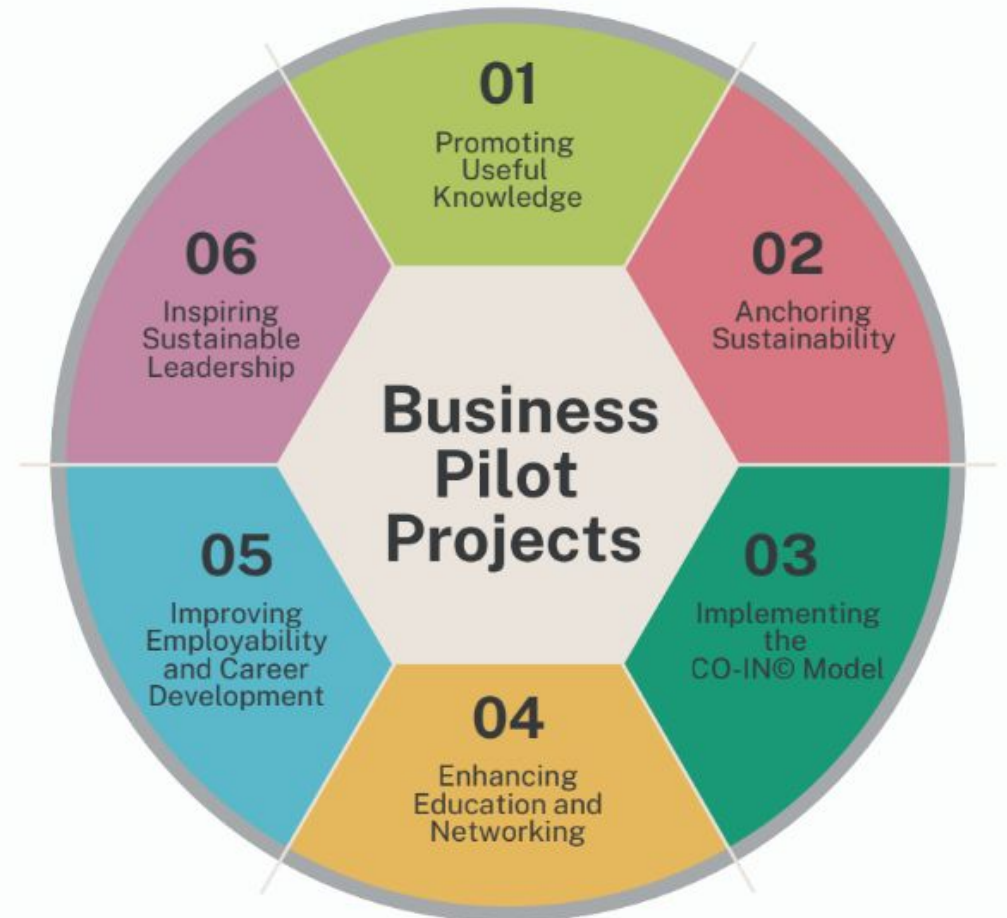 01
Promoting
Useful
Knowledge
02
Anchoring
Sustainability
03
Implementing
the
CO-IN© Model
04
Enhancing
Education and
Networking
05
Improving
Employability
and Career
Development
06
Inspiring
Sustainable
Leadership
Business
Pilot
Projects